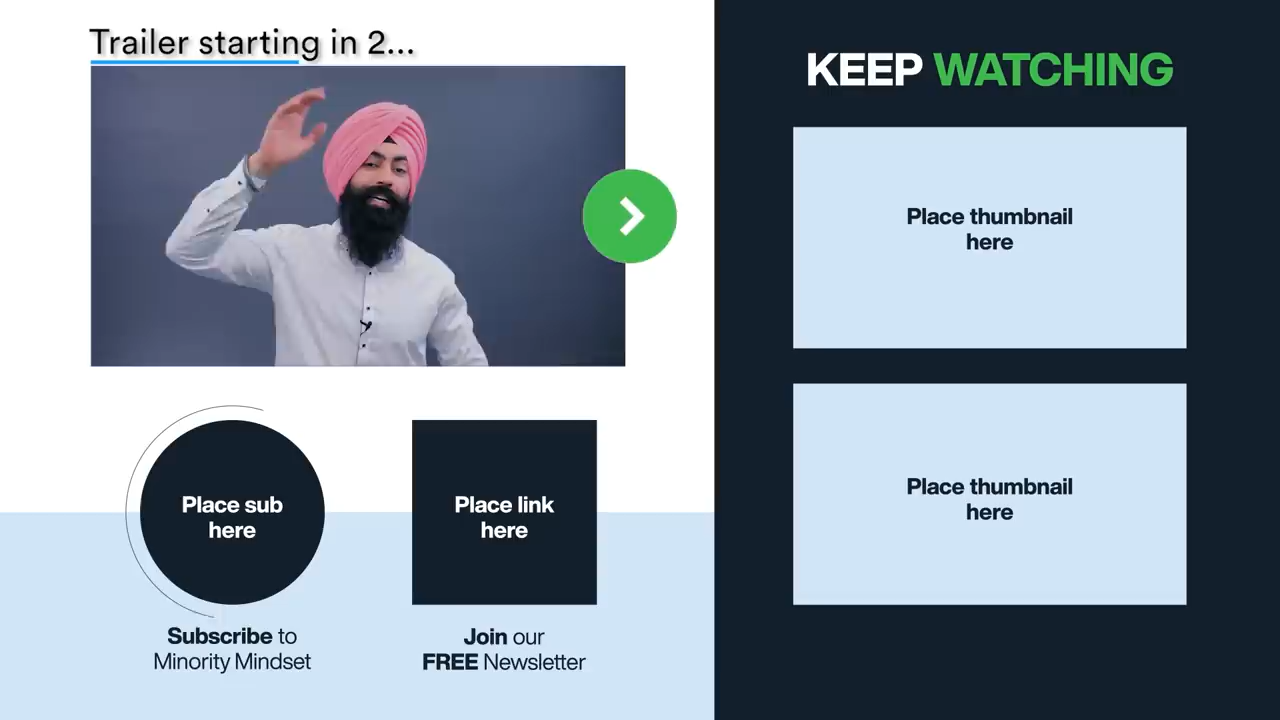 Trailer starting in 2...
KEEP WATCHING
Place thumbnail
here
Place thumbnail
here
Place sub
here
Place link
here
Subscribe to
Minority Mindset
Join our
FREE Newsletter